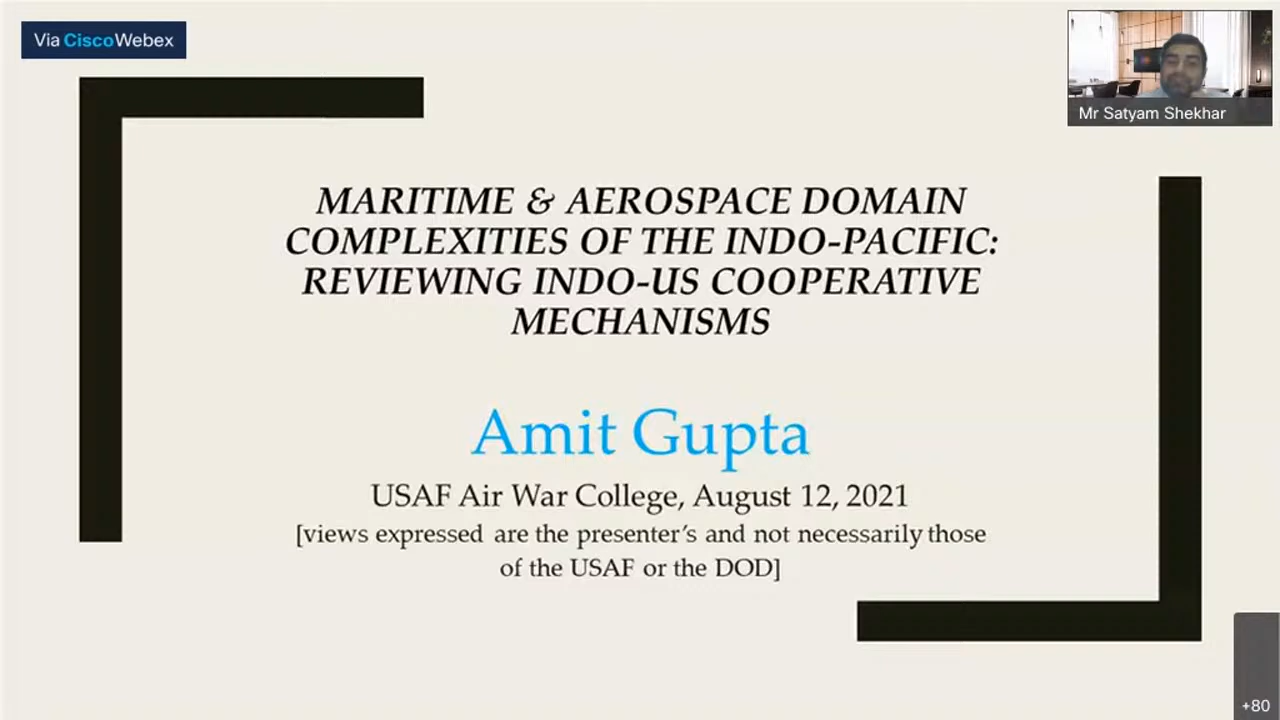 Via CiscoWebex
Mr Satyam Shekhar
MARITIME & AEROSPACE DOMAIN
COMPLEXITIES OF THE INDO-PACIFIC:
REVIEWING INDO-US COOPERATIVE
MECHANISMS
Amit Gupta
USAF Air War College, August 12, 2021
[views expressed are the presenter's and not necessarily those
of the USAF or the DOD]
+80